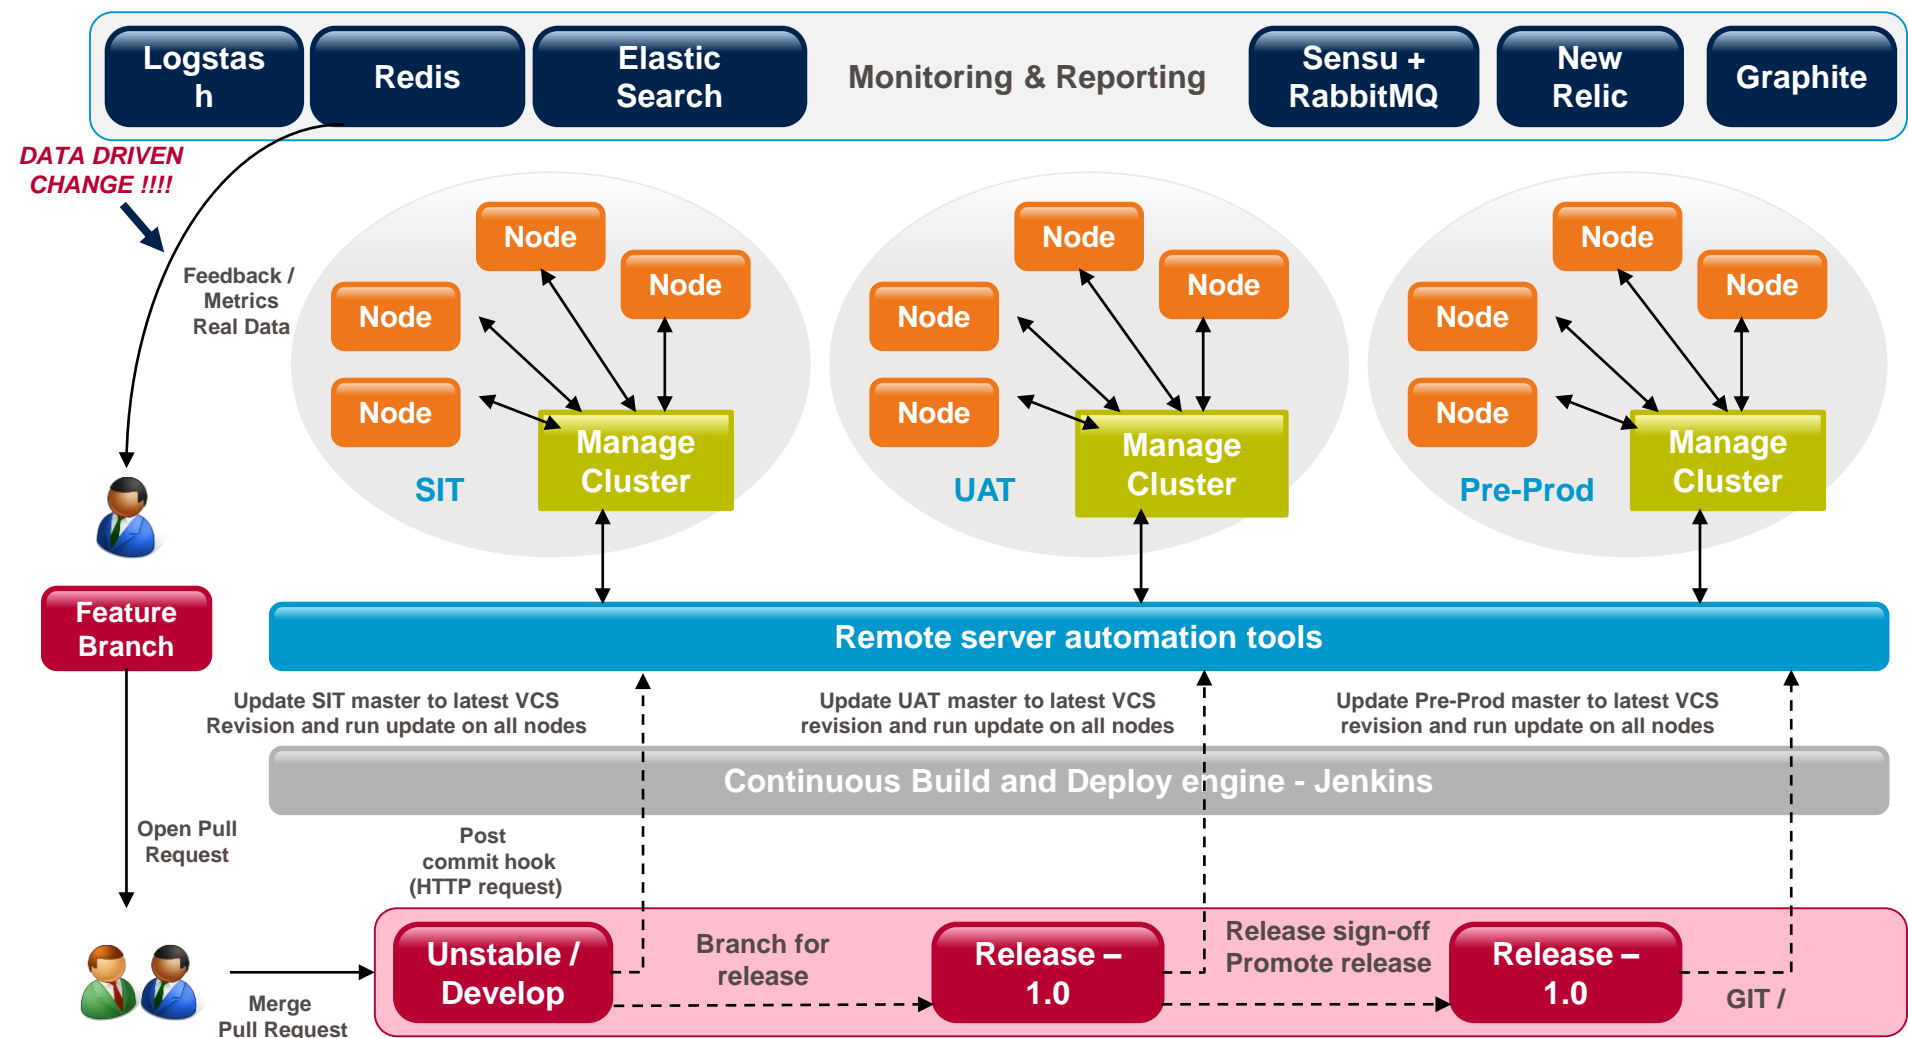 Logstas
h
Redis
Elastic
Search
Monitoring & Reporting
Sensu +
RabbitMQ
New
Relic
Graphite
DATA DRIVEN
CHANGE !!!!
Feedback /
Metrics
Real Data
Node
Node
Node
Node
Manage
Cluster
SIT
Node
Node
Node
Node
Manage
Cluster
UAT
Node
Node
Node
Node
Manage
Cluster
Pre-Prod
Feature
Branch
Remote server automation tools
Update SIT master to latest VCS
Revision and run update on all nodes
Update UAT master to latest VCS
revision and run update on all nodes
Update Pre-Prod master to latest VCS
revision and run update on all nodes
Continuous Build and Deploy engine - Jenkins
Open Pull
Request
Post
commit hook
(HTTP request)
Unstable /
Develop
Branch for
release
Release –
1.0
Release sign-off
Promote release
Release –
1.0
GIT /
Merge
Pull Request